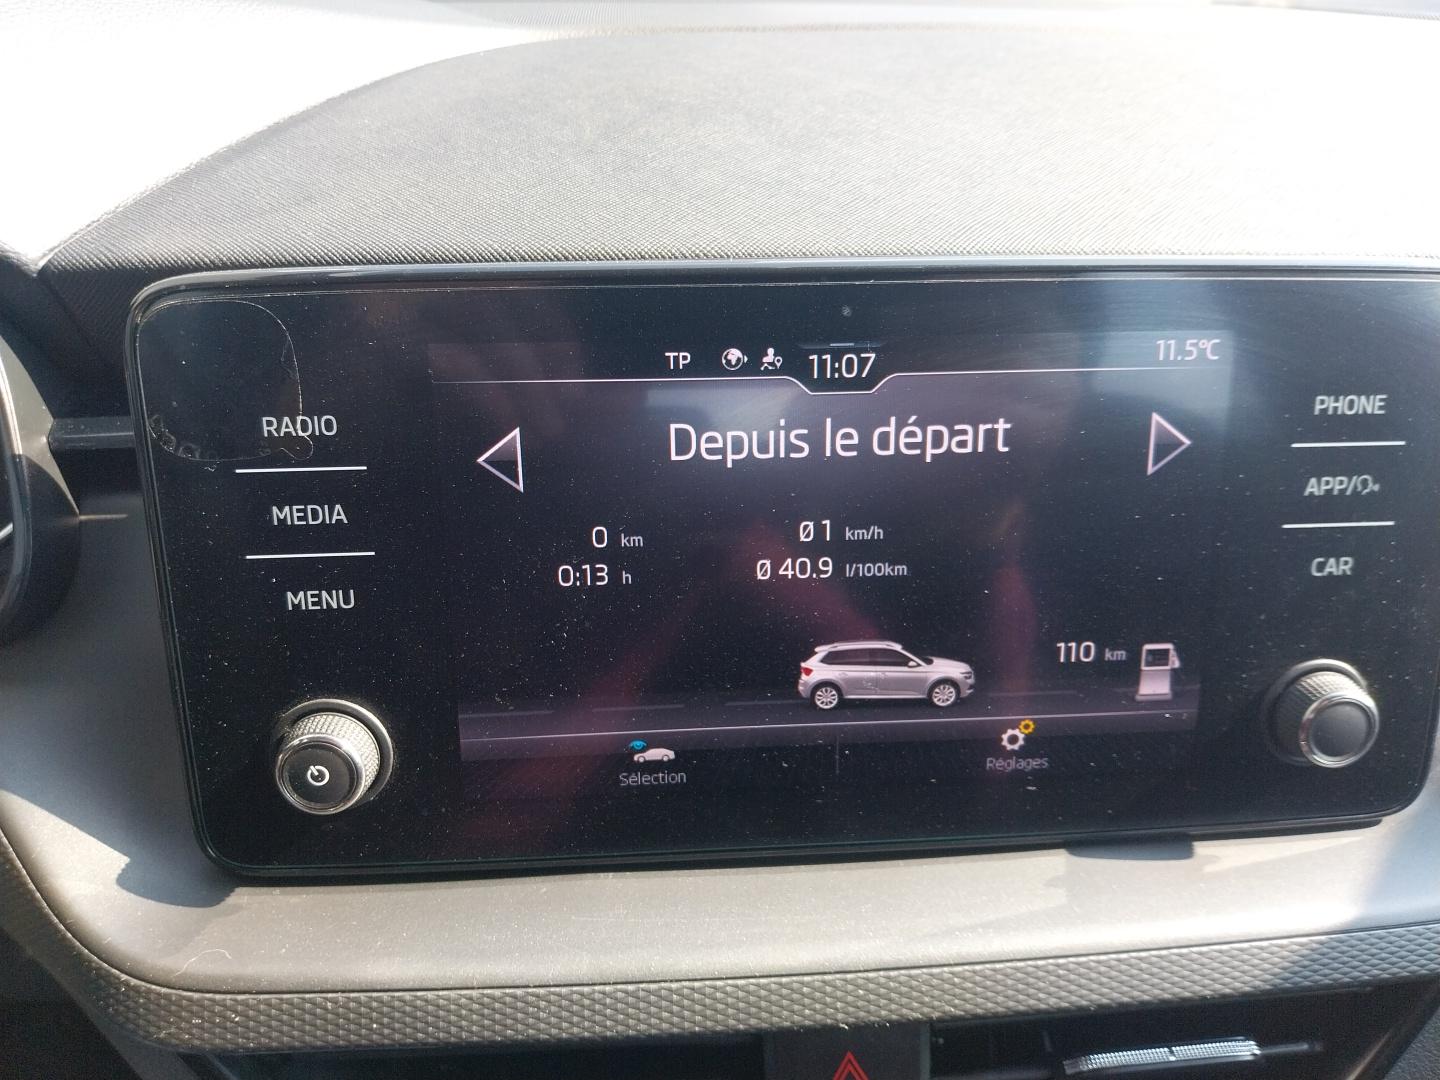 TP 11:07 11.5°C
RADIO
MEDIA
MENU
Depuis le départ
0 km
0:13 h
Ø 1 km/h
Ø 40.9 l/100km
110 km
Sélection
Réglages
PHONE
APP/
CAR